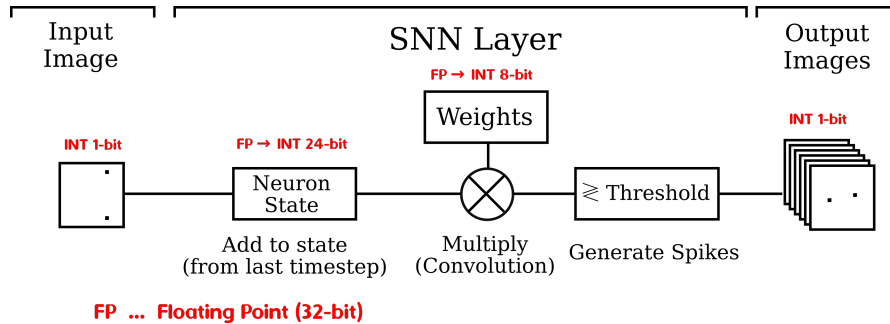 Input
Image
SNN Layer
Output
Images
FP → INT 8-bit
Weights
INT 1-bit
FP → INT 24-bit
INT 1-bit
Neuron
State
≷ Threshold
Add to state
(from last timestep)
Multiply
(Convolution)
Generate Spikes
FP ... Floating Point (32-bit)